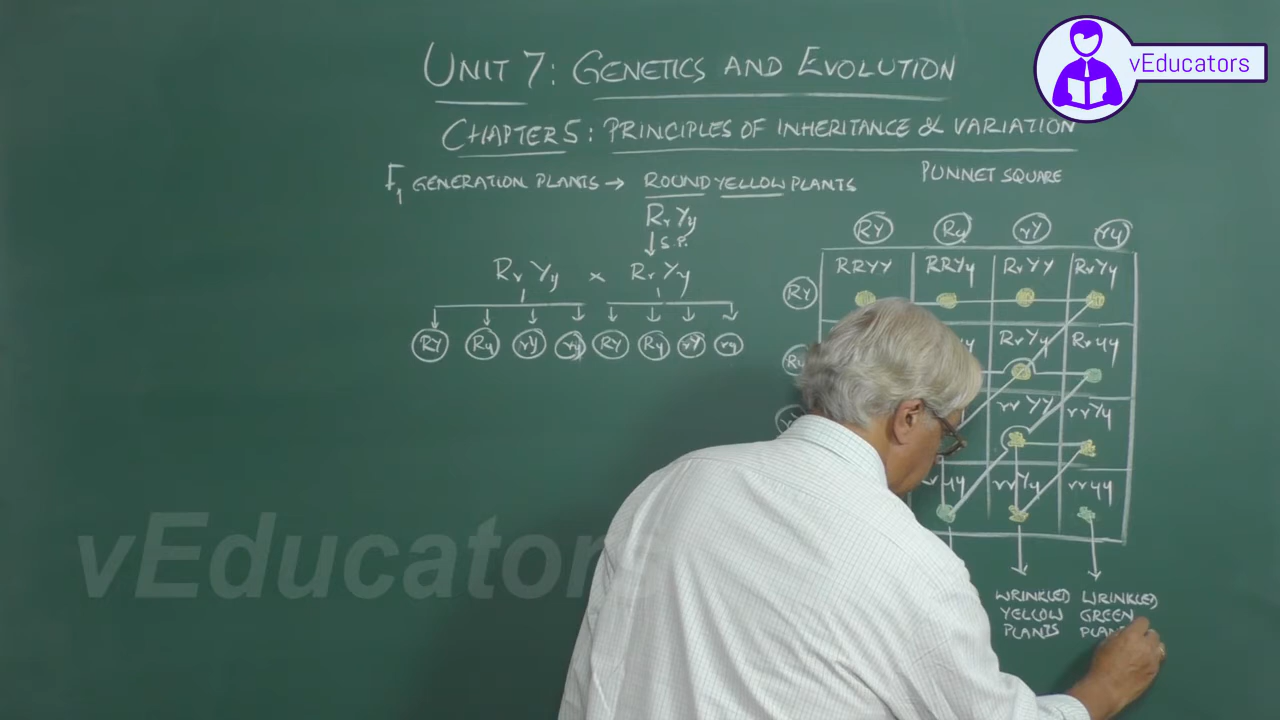 vEducators
UNIT 7: GENETICS AND EVOLUTION
CHAPTER 5: PRINCIPLES OF INHERITANCE & VARIATION
F1 GENERATION PLANTS → ROUND YELLOW PLANTS
PUNNET SQUARE
RrYy
↓ S.P.
RrYy × RrYy
RY Ry rY ry RY Ry rY ry
RY Ry rY ry
RY RRYY RRYy RrYY RrYy
RrYy Rryy
rrYY rrYy
rrYy rryy
WRINKLED
YELLOW
PLANTS
WRINKLED
GREEN
vEducators